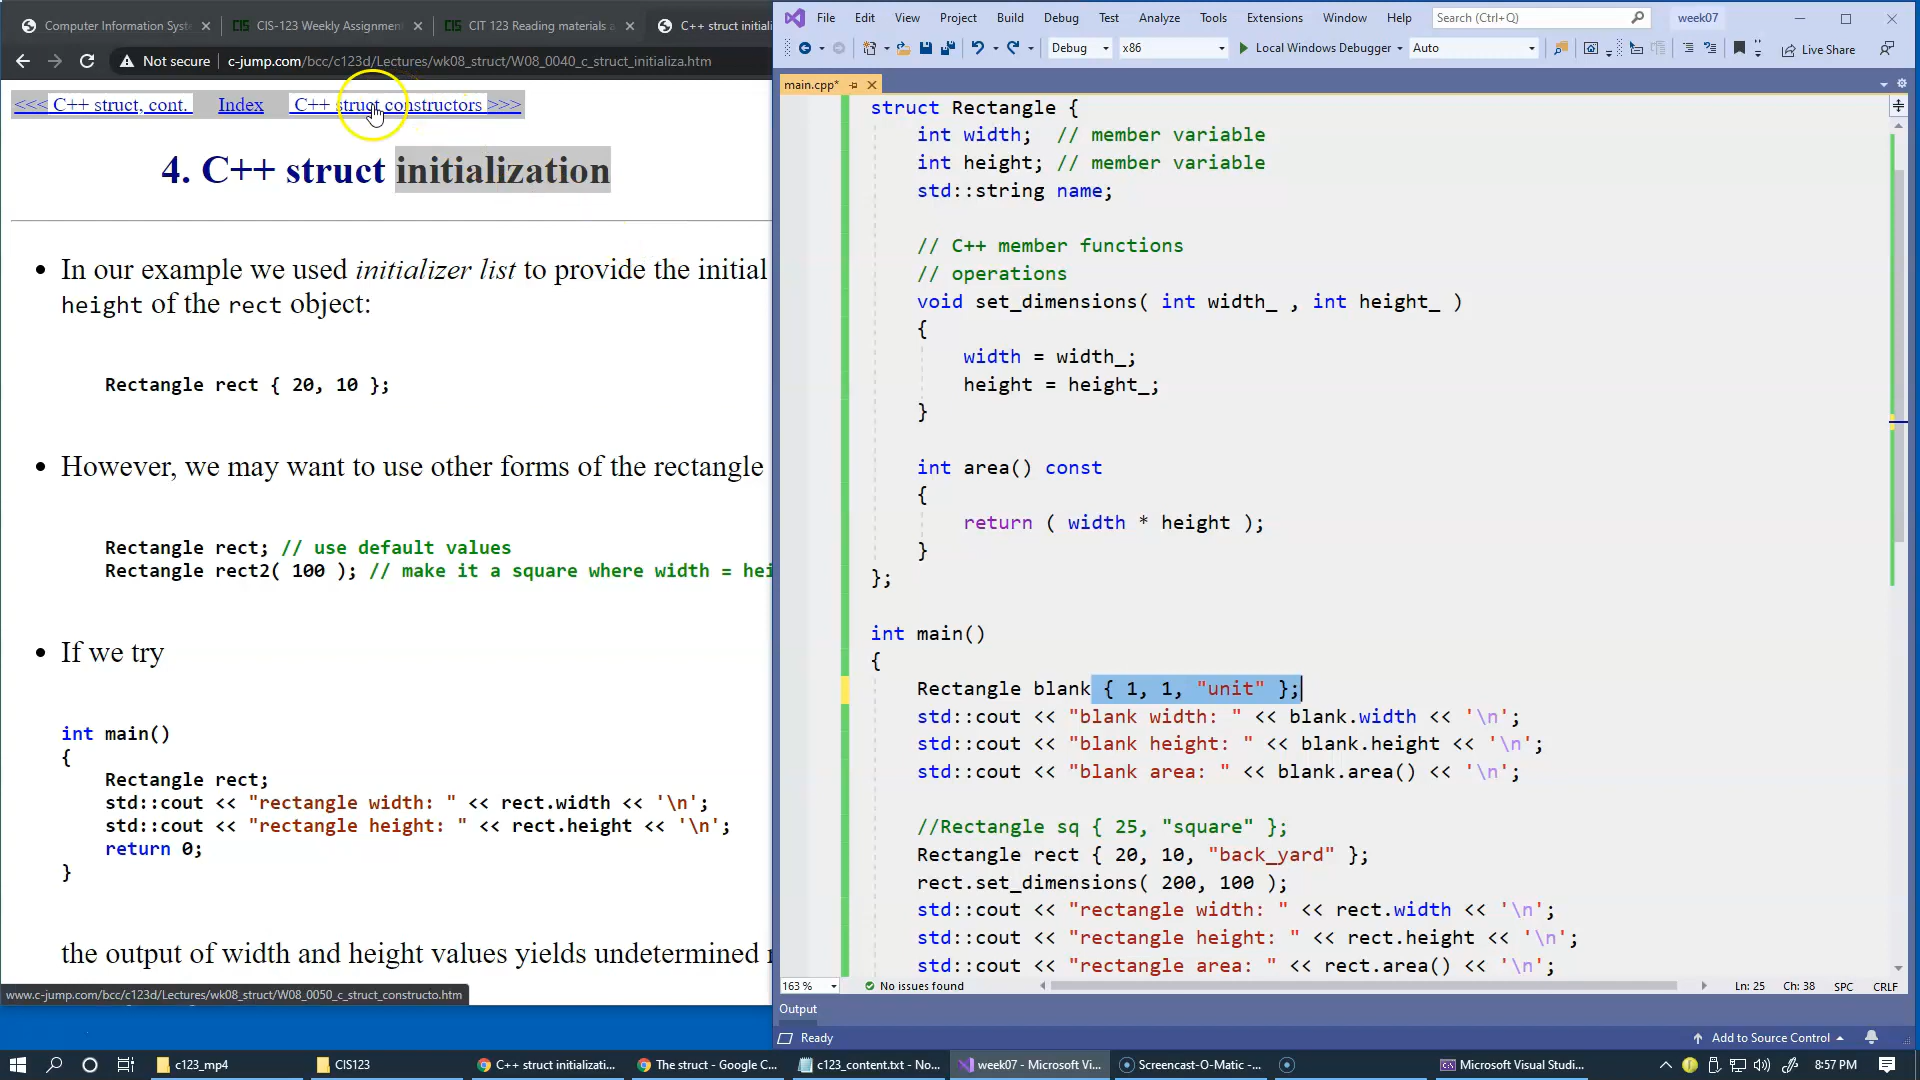 Computer Information Syste
CIS-123 Weekly Assignment
CIT 123 Reading materials a
C++ struct initial
Not secure
c-jump.com/bcc/c123d/Lectures/wk08_struct/W08_0040_c_struct_initializa.htm
<<< C++ struct, cont. Index C++ struct constructors >>>
4. C++ struct initialization
In our example we used initializer list to provide the initial
height of the rect object:
Rectangle rect { 20, 10 };
However, we may want to use other forms of the rectangle
Rectangle rect; // use default values
Rectangle rect2( 100 ); // make it a square where width = hei
If we try
int main()
{
Rectangle rect;
std::cout << "rectangle width: " << rect.width << '\n';
std::cout << "rectangle height: " << rect.height << '\n';
return 0;
}
the output of width and height values yields undetermined r
www.c-jump.com/bcc/c123d/Lectures/wk08_struct/W08_0050_c_struct_constructo.htm
File Edit View Project Build Debug Test Analyze Tools Extensions Window Help Search (Ctrl+Q) week07
Debug x86 Local Windows Debugger Auto Live Share
main.cpp*
struct Rectangle {
int width; // member variable
int height; // member variable
std::string name;
// C++ member functions
// operations
void set_dimensions( int width_ , int height_ )
{
width = width_;
height = height_;
}
int area() const
{
return ( width * height );
}
};
int main()
{
Rectangle blank { 1, 1, "unit" };
std::cout << "blank width: " << blank.width << '\n';
std::cout << "blank height: " << blank.height << '\n';
std::cout << "blank area: " << blank.area() << '\n';
//Rectangle sq { 25, "square" };
Rectangle rect { 20, 10, "back_yard" };
rect.set_dimensions( 200, 100 );
std::cout << "rectangle width: " << rect.width << '\n';
std::cout << "rectangle height: " << rect.height << '\n';
std::cout << "rectangle area: " << rect.area() << '\n';
163 % No issues found Ln: 25 Ch: 38 SPC CRLF
Output
Ready Add to Source Control
c123_mp4 CIS123 C++ struct initializati... The struct - Google C... c123_content.txt - No... week07 - Microsoft Vi... Screencast-O-Matic -... Microsoft Visual Studi... 8:57 PM